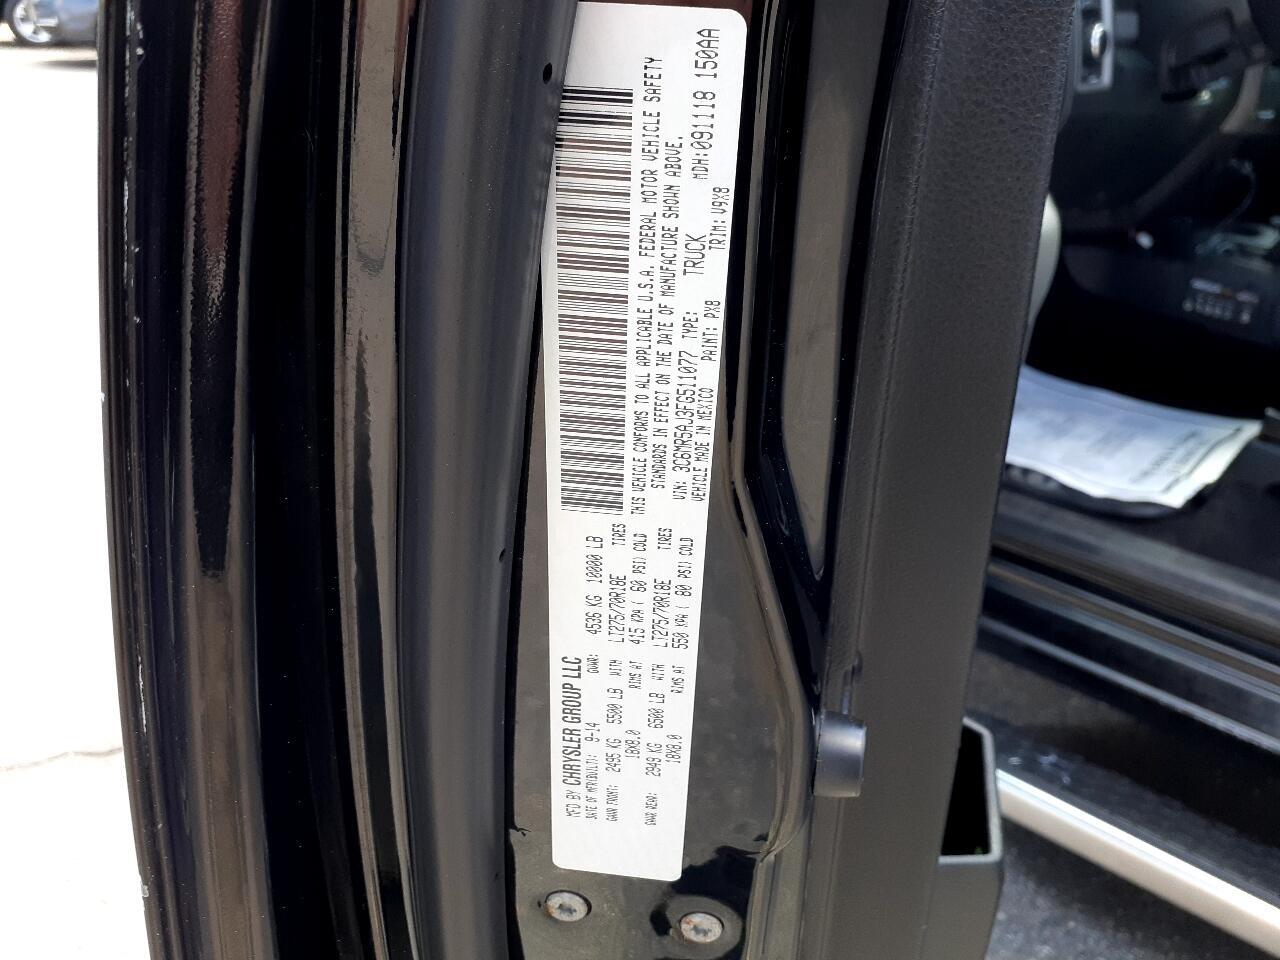 MFD BY CHRYSLER GROUP LLC
DATE OF MFR(BUILT): 9-14 GVWR: 4536 KG 10000 LB
GAWR FRONT: 2495 KG 5500 LB WITH LT275/70R18E TIRES
18X8.0 RIMS AT 415 KPA ( 60 PSI) COLD
GAWR REAR: 2949 KG 6500 LB WITH LT275/70R18E TIRES
18X8.0 RIMS AT 550 KPA ( 80 PSI) COLD
THIS VEHICLE CONFORMS TO ALL APPLICABLE U.S.A. FEDERAL MOTOR VEHICLE SAFETY
STANDARDS IN EFFECT ON THE DATE OF MANUFACTURE SHOWN ABOVE.
VIN: 3C6MR5AJ3FG511077 TYPE: TRUCK MDH:091118 150AA
VEHICLE MADE IN MEXICO PAINT: PX8 TRIM: V9X8